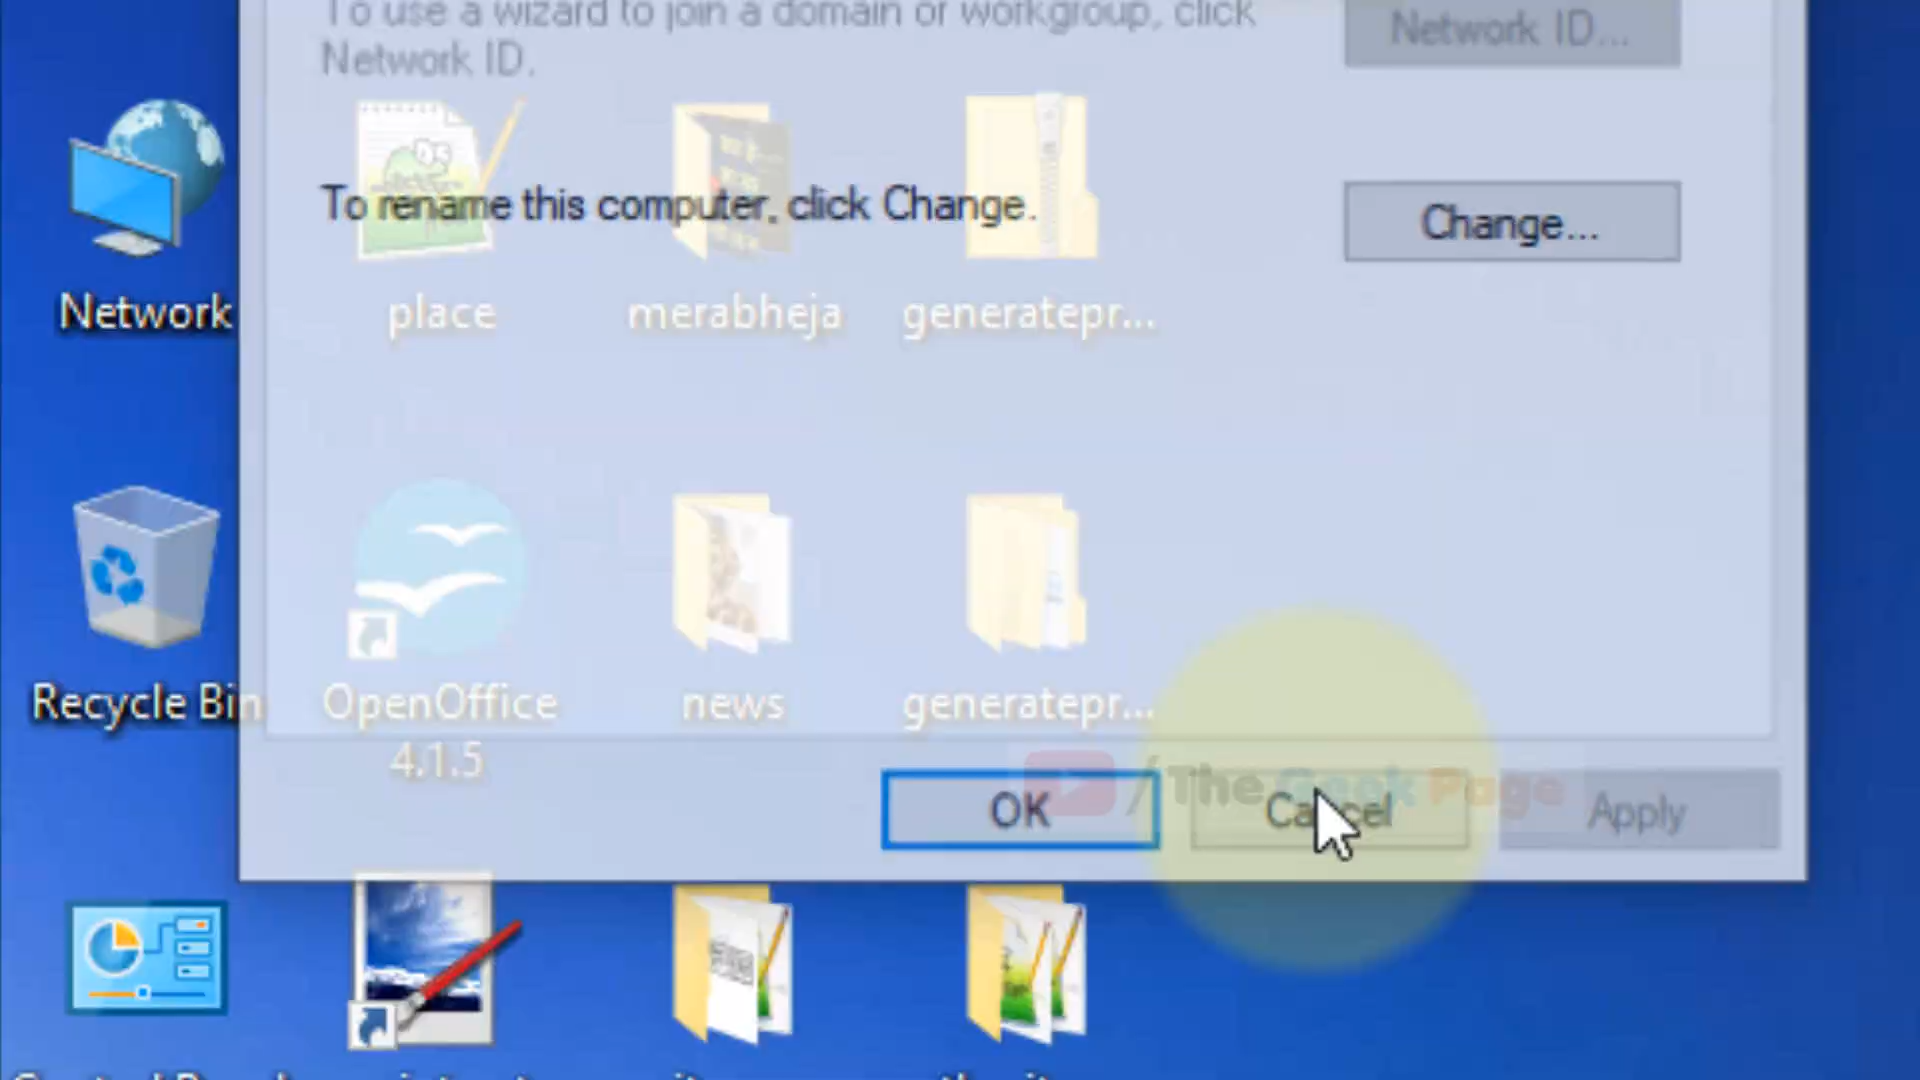 To use a wizard to join a domain or workgroup, click
Network ID.
Network ID...
To rename this computer, click Change.
Change...
Network
place
merabheja
generatepr...
Recycle Bin
OpenOffice
4.1.5
news
generatepr...
OK
Cancel
Apply
/The Geek Page